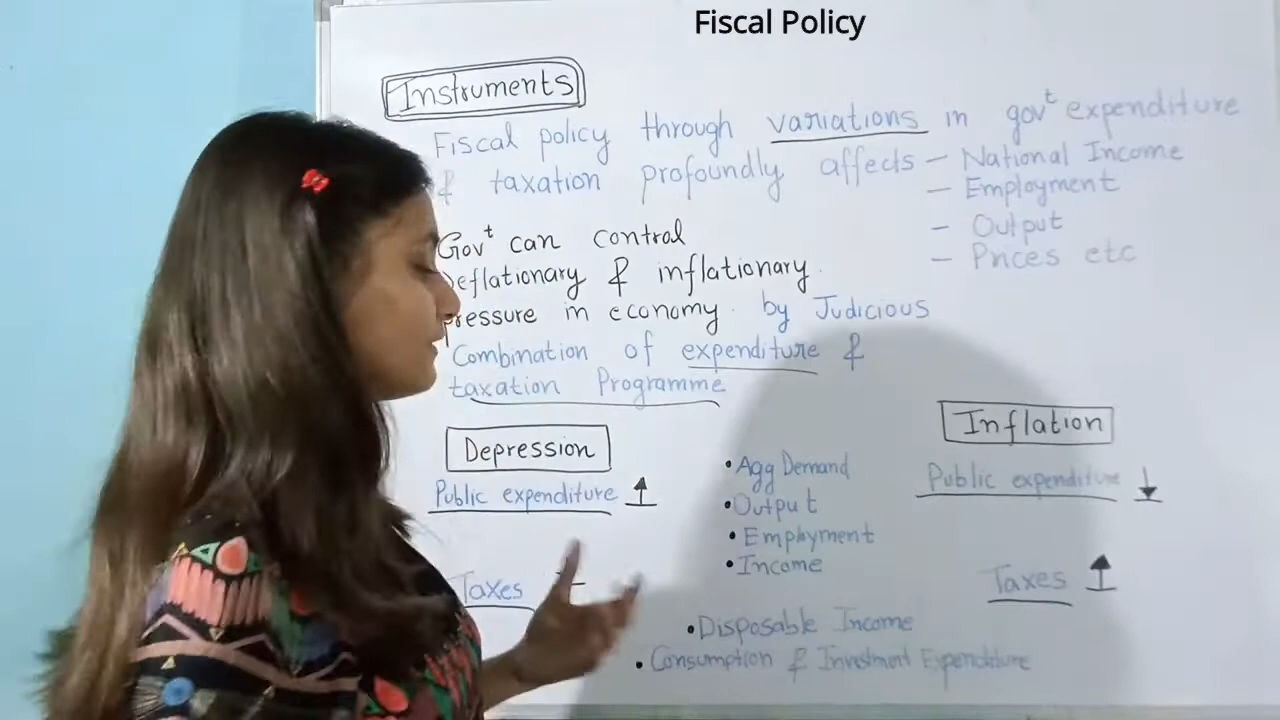 Fiscal Policy
Instruments
Fiscal policy through variations in govt expenditure
& taxation profoundly affects – National Income
– Employment
– Output
– Prices etc
Govt can control
Deflationary & inflationary
pressure in economy. by Judicious
Combination of expenditure &
taxation Programme
Depression
Public expenditure ↑
Taxes
• Agg Demand
• Output
• Employment
• Income
Inflation
Public expenditure ↓
Taxes ↑
• Disposable Income
• Consumption & Investment Expenditure